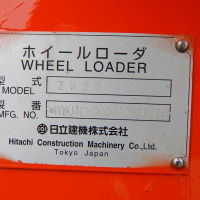 ホイールローダ
WHEEL LOADER
型式
MODEL
製番
MFG. NO.
日立建機株式会社
Hitachi Construction Machinery Co., Ltd.
Tokyo Japan